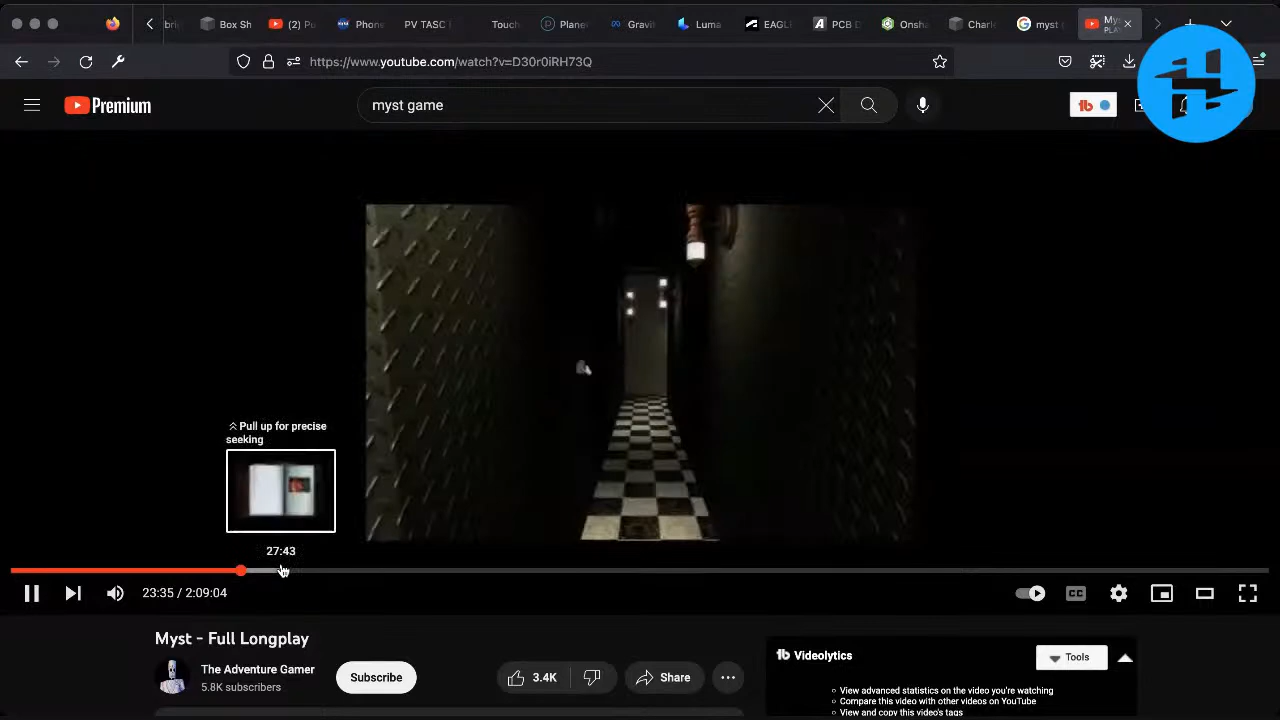 Box Sh
(2) P
Phon
PV TASC
Touch
Plane
Gravit
Luma
EAGL
PCB
Onsha
Charl
myst
Mys
https://www.youtube.com/watch?v=D30r0iRH73Q
Premium
myst game
Pull up for precise
seeking
27:43
23:35 / 2:09:04
CC
Myst - Full Longplay
The Adventure Gamer
5.8K subscribers
Subscribe
3.4K
Share
Videolytics
Tools
View advanced statistics on the video you're watching
Compare this video with other videos on YouTube
View and copy this video's tags